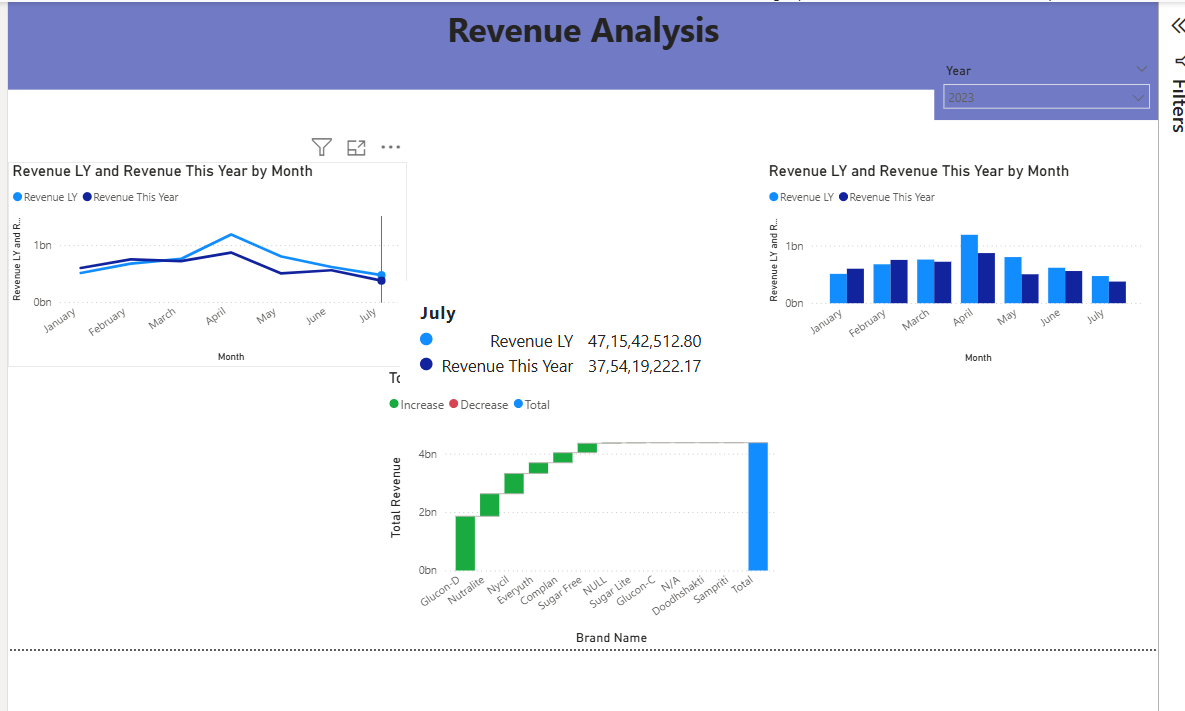 Revenue Analysis
Year
2023
Filters
Revenue LY and Revenue This Year by Month
Revenue LY Revenue This Year
Revenue LY and R...
1bn
0bn
January February March April May June July
Month
July
Revenue LY 47,15,42,512.80
Revenue This Year 37,54,19,222.17
Revenue LY and Revenue This Year by Month
Revenue LY Revenue This Year
Revenue LY and R...
1bn
0bn
January February March April May June July
Month
Increase Decrease Total
Total Revenue
4bn
2bn
0bn
Glucon-D Nutralite Nycil Everyuth Complan Sugar Free NULL Sugar Lite Glucon-C N/A Doodhshakti Sampriti Total
Brand Name